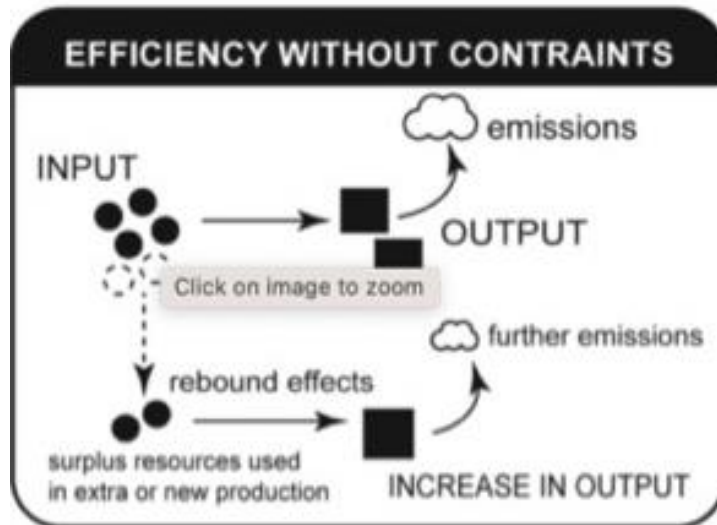 EFFICIENCY WITHOUT CONTRAINTS
emissions
INPUT
OUTPUT
Click on image to zoom
further emissions
rebound effects
surplus resources used
in extra or new production
INCREASE IN OUTPUT